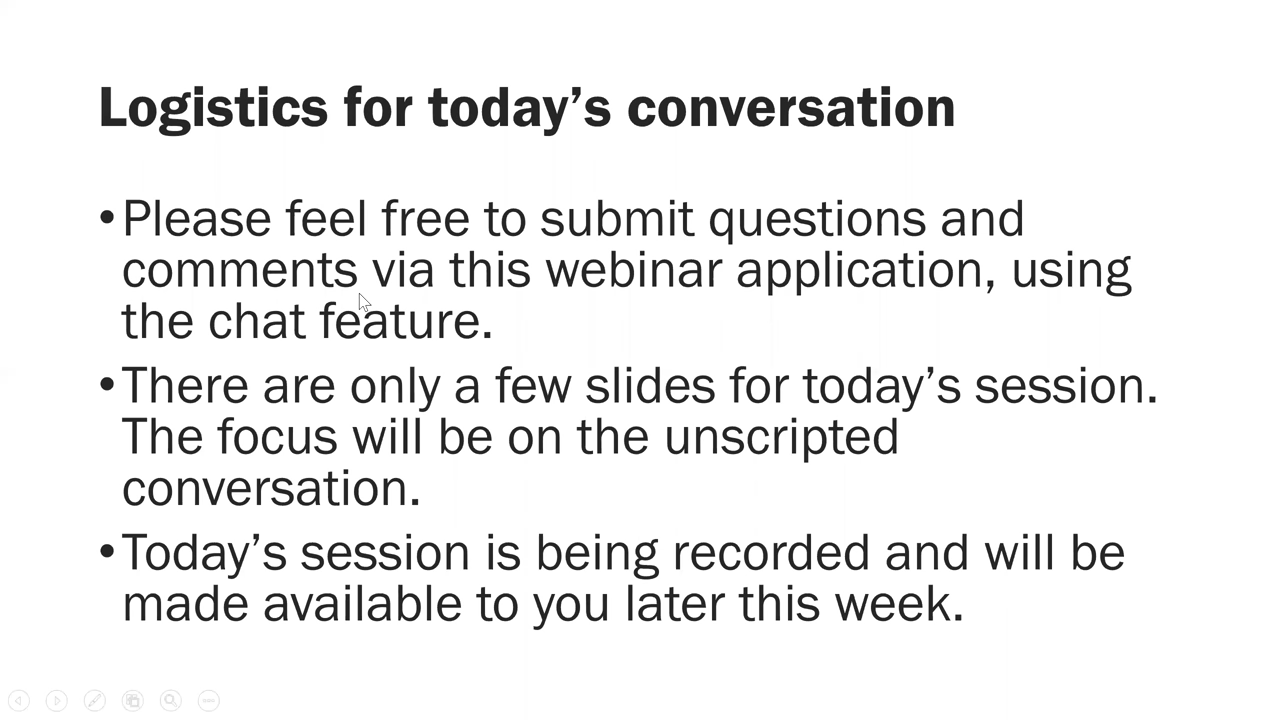 Logistics for today’s conversation
•Please feel free to submit questions and
comments via this webinar application, using
the chat feature.
•There are only a few slides for today’s session.
The focus will be on the unscripted
conversation.
•Today’s session is being recorded and will be
made available to you later this week.